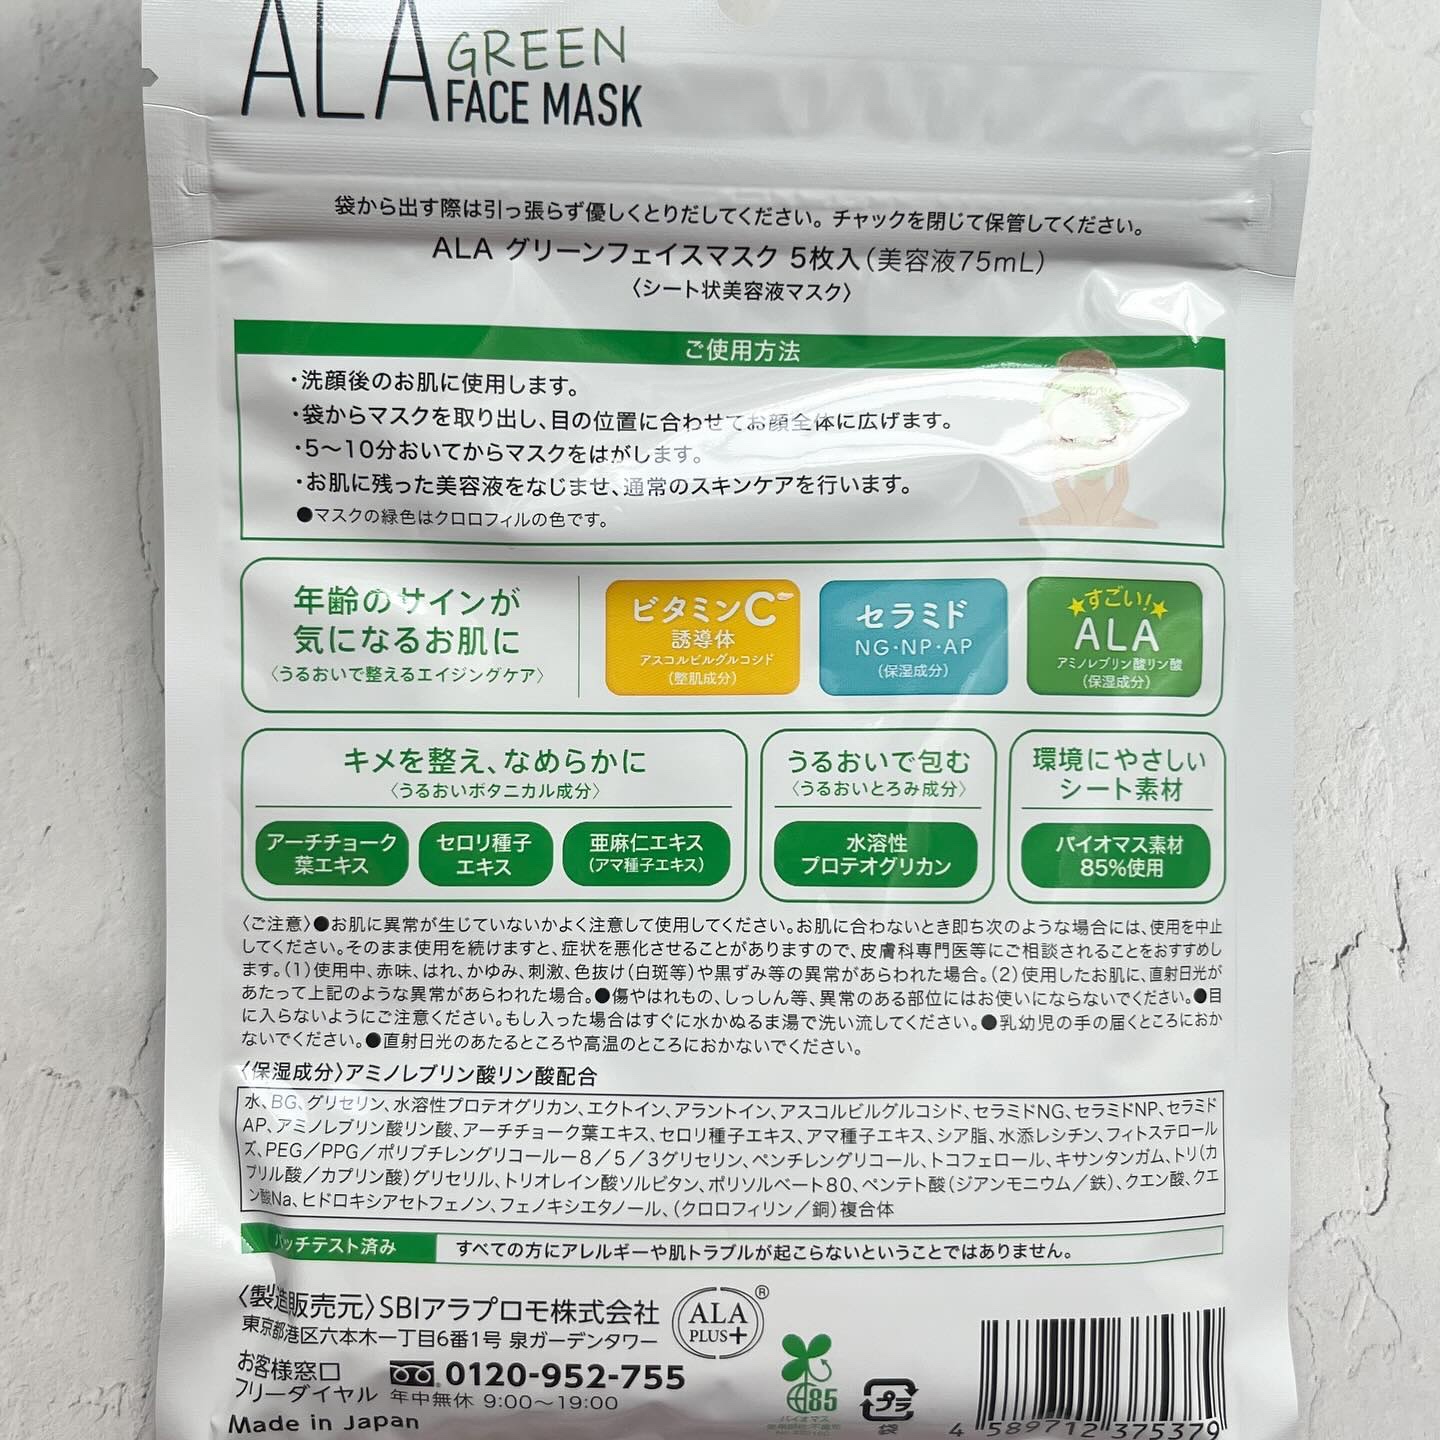 ALA GREEN
FACE MASK
袋から出す際は引っ張らず優しくとりだしてください。チャックを閉じて保管してください。
ALA グリーンフェイスマスク 5枚入(美容液75mL)
〈シート状美容液マスク〉
ご使用方法
・洗顔後のお肌に使用します。
・袋からマスクを取り出し、目の位置に合わせてお顔全体に広げます。
・5〜10分おいてからマスクをはがします。
・お肌に残った美容液をなじませ、通常のスキンケアを行います。
●マスクの緑色はクロロフィルの色です。
年齢のサインが
気になるお肌に
〈うるおいで整えるエイジングケア〉
ビタミンC
誘導体
アスコルビルグルコシド
(整肌成分)
セラミド
NG・NP・AP
(保湿成分)
すごい!
ALA
アミノレブリン酸リン酸
(保湿成分)
キメを整え、なめらかに
〈うるおいボタニカル成分〉
アーチチョーク
葉エキス
セロリ種子
エキス
亜麻仁エキス
(アマ種子エキス)
うるおいで包む
〈うるおいとろみ成分〉
水溶性
プロテオグリカン
環境にやさしい
シート素材
バイオマス素材
85%使用
〈ご注意〉●お肌に異常が生じていないかよく注意して使用してください。お肌に合わないとき即ち次のような場合には、使用を中止
してください。そのまま使用を続けますと、症状を悪化させることがありますので、皮膚科専門医等にご相談されることをおすすめし
ます。(1)使用中、赤味、はれ、かゆみ、刺激、色抜け(白斑等)や黒ずみ等の異常があらわれた場合。(2)使用したお肌に、直射日光が
あたって上記のような異常があらわれた場合。●傷やはれもの、しっしん等、異常のある部位にはお使いにならないでください。●目
に入らないようにご注意ください。もし入った場合はすぐに水かぬるま湯で洗い流してください。●乳幼児の手の届くところにおか
ないでください。●直射日光のあたるところや高温のところにおかないでください。
〈保湿成分〉アミノレブリン酸リン酸配合
水、BG、グリセリン、水溶性プロテオグリカン、エクトイン、アラントイン、アスコルビルグルコシド、セラミドNG、セラミドNP、セラミド
AP、アミノレブリン酸リン酸、アーチチョーク葉エキス、セロリ種子エキス、アマ種子エキス、シア脂、水添レシチン、フィトステロール
ズ、PEG/PPG/ポリブチレングリコールー8/5/3グリセリン、ペンチレングリコール、トコフェロール、キサンタンガム、トリ(カ
プリル酸/カプリン酸)グリセリル、トリオレイン酸ソルビタン、ポリソルベート80、ペンテト酸(ジアンモニウム/鉄)、クエン酸、クエ
ン酸Na、ヒドロキシアセトフェノン、フェノキシエタノール、(クロロフィリン/銅)複合体
パッチテスト済み すべての方にアレルギーや肌トラブルが起こらないということではありません。
〈製造販売元〉SBIアラプロモ株式会社
東京都港区六本木一丁目6番1号 泉ガーデンタワー
ALA
PLUS+
®
お客様窓口
フリーダイヤル
0120-952-755
年中無休 9:00〜19:00
Made in Japan
85
バイオマス
プラ
袋
4 589712 375379